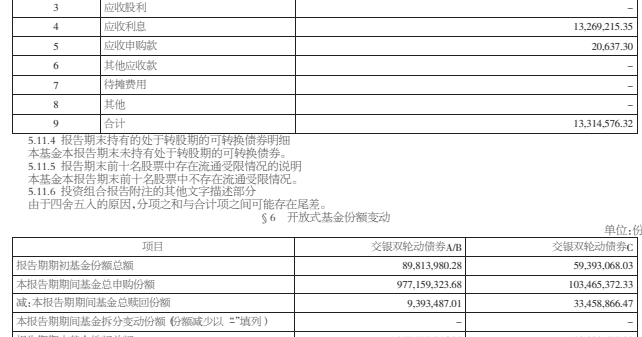 3 应收股利 –
4 应收利息 13,269,215.35
5 应收申购款 20,637.30
6 其他应收款 –
7 待摊费用 –
8 其他 –
9 合计 13,314,576.32
5.11.4 报告期末持有的处于转股期的可转换债券明细
本基金本报告期末未持有处于转股期的可转换债券。
5.11.5 报告期末前十名股票中存在流通受限情况的说明
本基金本报告期末前十名股票中不存在流通受限情况。
5.11.6 投资组合报告附注的其他文字描述部分
由于四舍五入的原因,分项之和与合计项之间可能存在尾差。
§6 开放式基金份额变动
单位:份
项目 交银双轮动债券A/B 交银双轮动债券C
报告期期初基金份额总额 89,813,980.28 59,393,068.03
本报告期期间基金总申购份额 977,159,323.68 103,465,372.33
减:本报告期期间基金总赎回份额 9,393,487.01 33,458,866.47
本报告期期间基金拆分变动份额(份额减少以“-”填列) – –